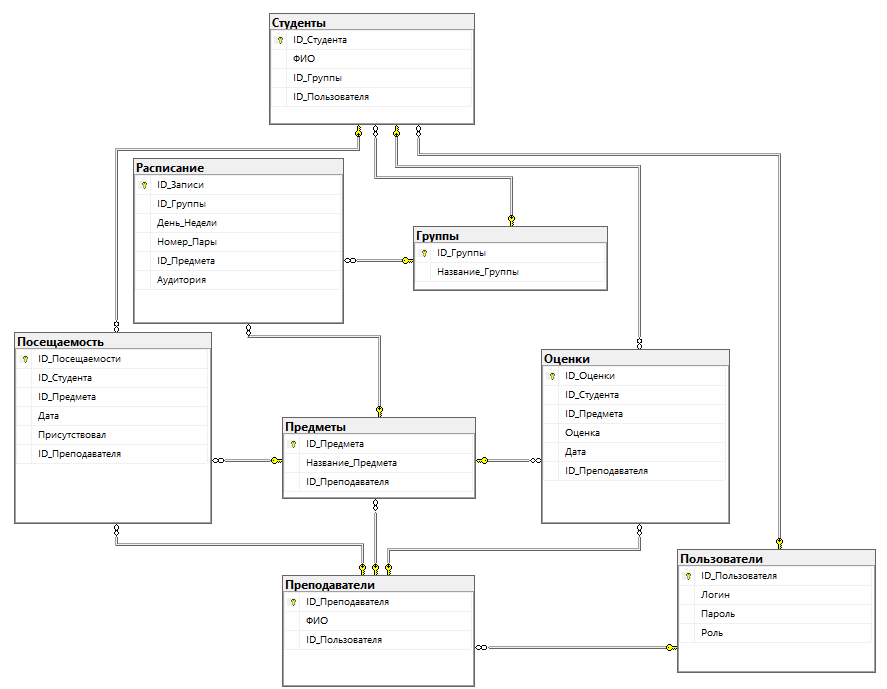 Студенты
ID_Студента
ФИО
ID_Группы
ID_Пользователя
Расписание
ID_Записи
ID_Группы
День_Недели
Номер_Пары
ID_Предмета
Аудитория
Группы
ID_Группы
Название_Группы
Посещаемость
ID_Посещаемости
ID_Студента
ID_Предмета
Дата
Присутствовал
ID_Преподавателя
Оценки
ID_Оценки
ID_Студента
ID_Предмета
Оценка
Дата
ID_Преподавателя
Предметы
ID_Предмета
Название_Предмета
ID_Преподавателя
Преподаватели
ID_Преподавателя
ФИО
ID_Пользователя
Пользователи
ID_Пользователя
Логин
Пароль
Роль